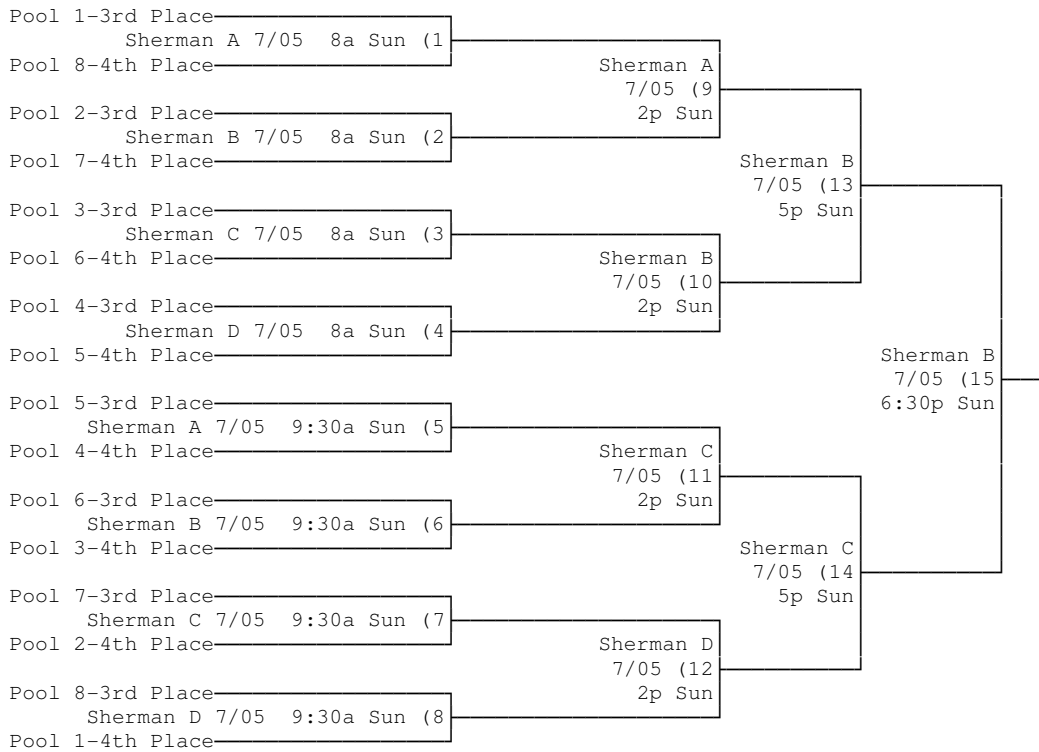 Pool 1-3rd Place
Sherman A 7/05 8a Sun (1
Pool 8-4th Place
Sherman A
7/05 (9
2p Sun
Pool 2-3rd Place
Sherman B 7/05 8a Sun (2
Pool 7-4th Place
Sherman B
7/05 (13
5p Sun
Pool 3-3rd Place
Sherman C 7/05 8a Sun (3
Pool 6-4th Place
Sherman B
7/05 (10
2p Sun
Pool 4-3rd Place
Sherman D 7/05 8a Sun (4
Pool 5-4th Place
Sherman B
7/05 (15
6:30p Sun
Pool 5-3rd Place
Sherman A 7/05 9:30a Sun (5
Pool 4-4th Place
Sherman C
7/05 (11
2p Sun
Pool 6-3rd Place
Sherman B 7/05 9:30a Sun (6
Pool 3-4th Place
Sherman C
7/05 (14
5p Sun
Pool 7-3rd Place
Sherman C 7/05 9:30a Sun (7
Pool 2-4th Place
Sherman D
7/05 (12
2p Sun
Pool 8-3rd Place
Sherman D 7/05 9:30a Sun (8
Pool 1-4th Place